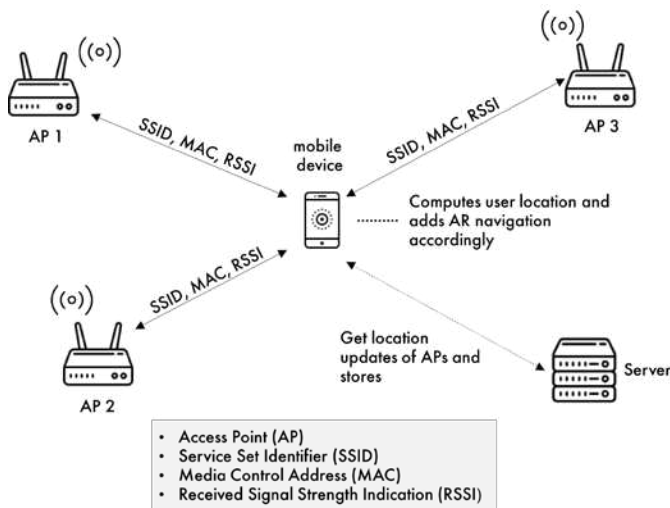 AP 1
SSID, MAC, RSSI
mobile
device
SSID, MAC, RSSI
AP 3
Computes user location and
adds AR navigation
accordingly
SSID, MAC, RSSI
AP 2
Get location
updates of APs and
stores
Server
• Access Point (AP)
• Service Set Identifier (SSID)
• Media Control Address (MAC)
• Received Signal Strength Indication (RSSI)